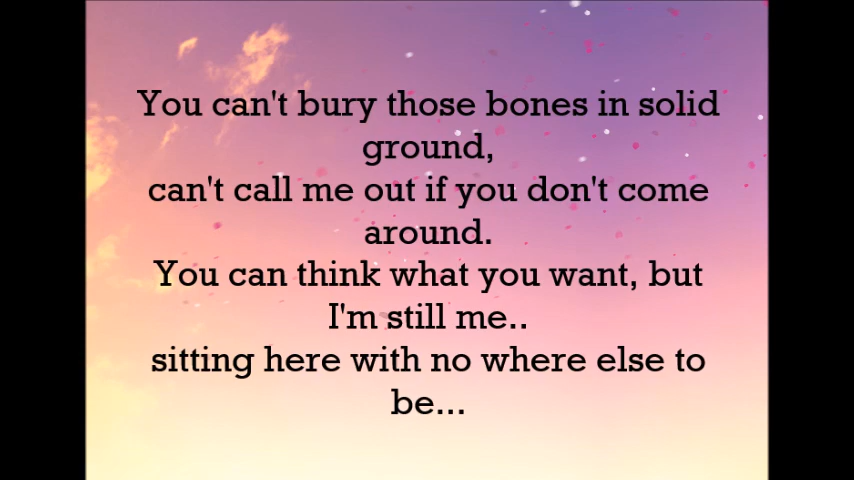 You can't bury those bones in solid
ground,
can't call me out if you don't come
around.
You can think what you want, but
I'm still me..
sitting here with no where else to
be...